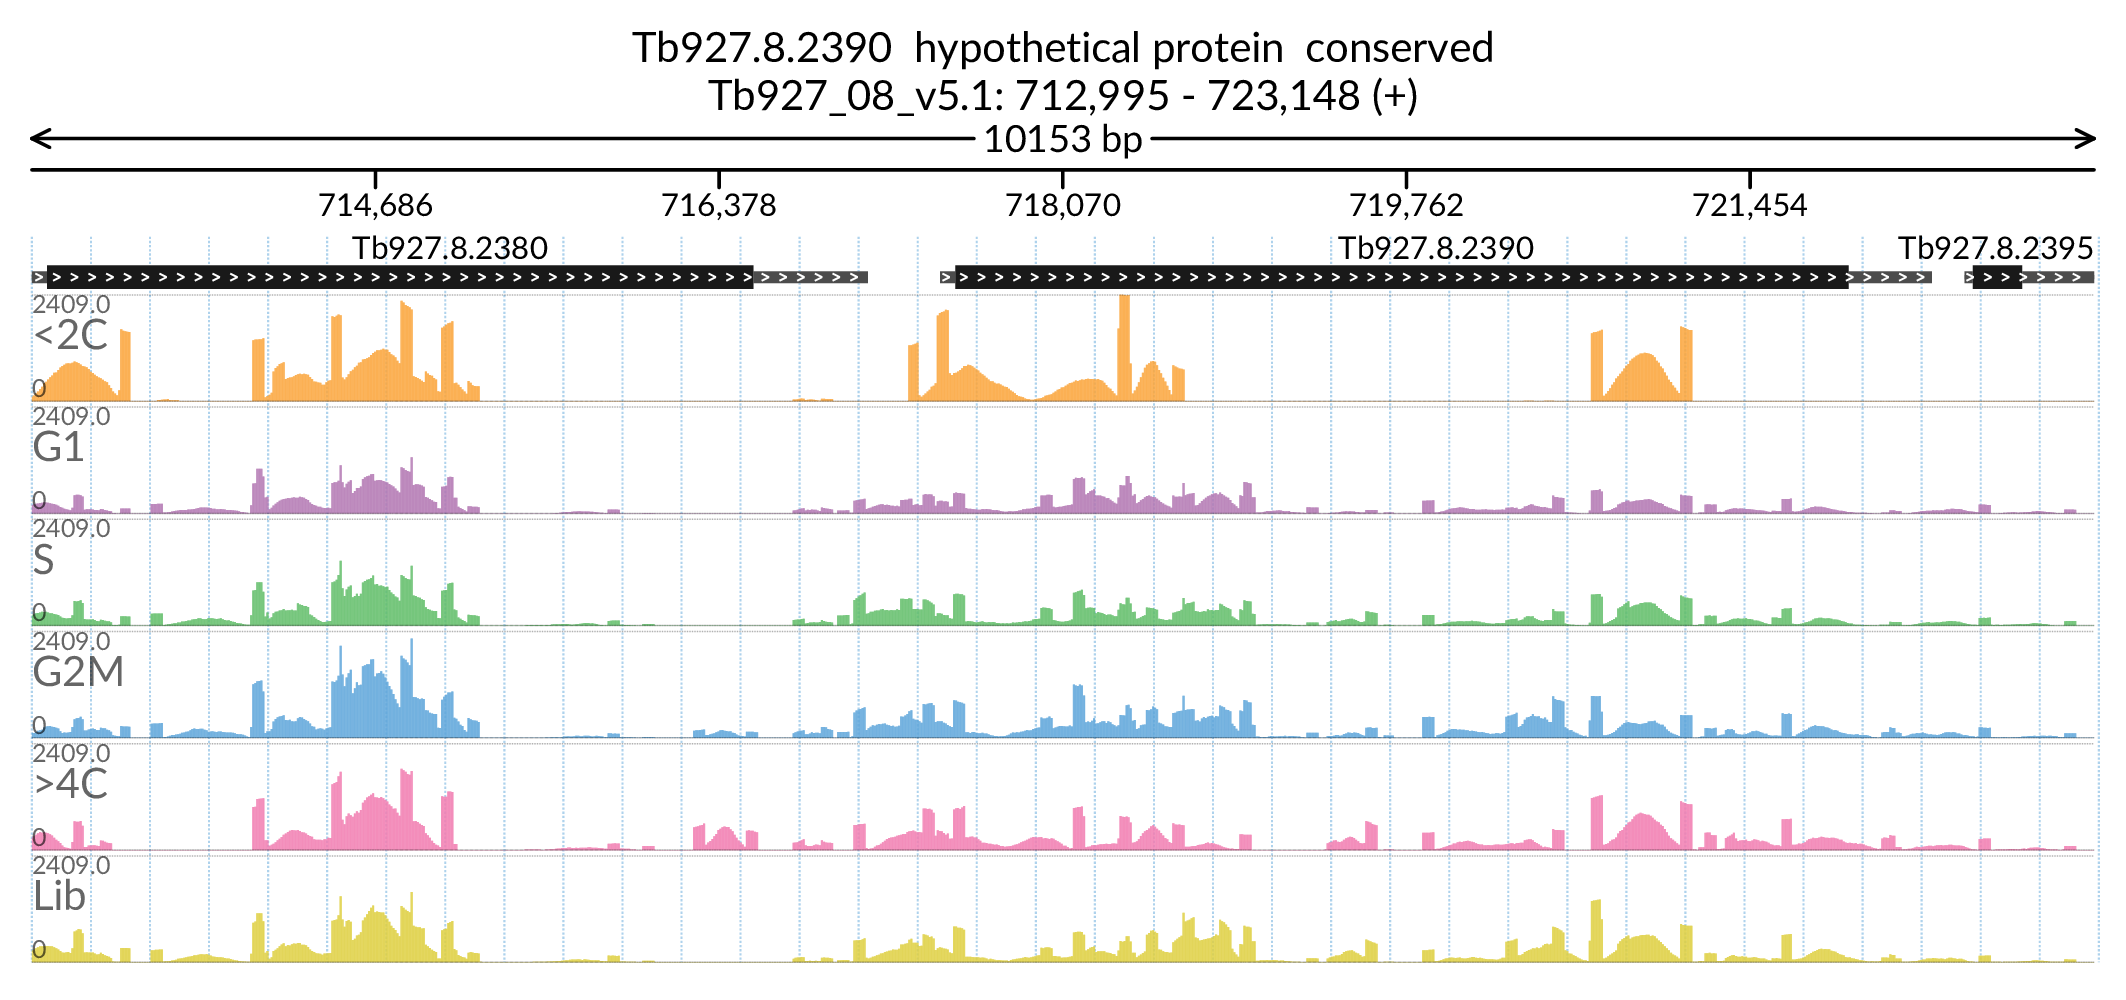 Tb927.8.2390 hypothetical protein conserved
Tb927_08_v5.1: 712,995 - 723,148 (+)
10153 bp
714,686 716,378 718,070 719,762 721,454
Tb927.8.2380 Tb927.8.2390 Tb927.8.2395
2409.0
<2C
0
2409.0
G1
0
2409.0
S
0
2409.0
G2M
0
2409.0
>4C
0
2409.0
Lib
0